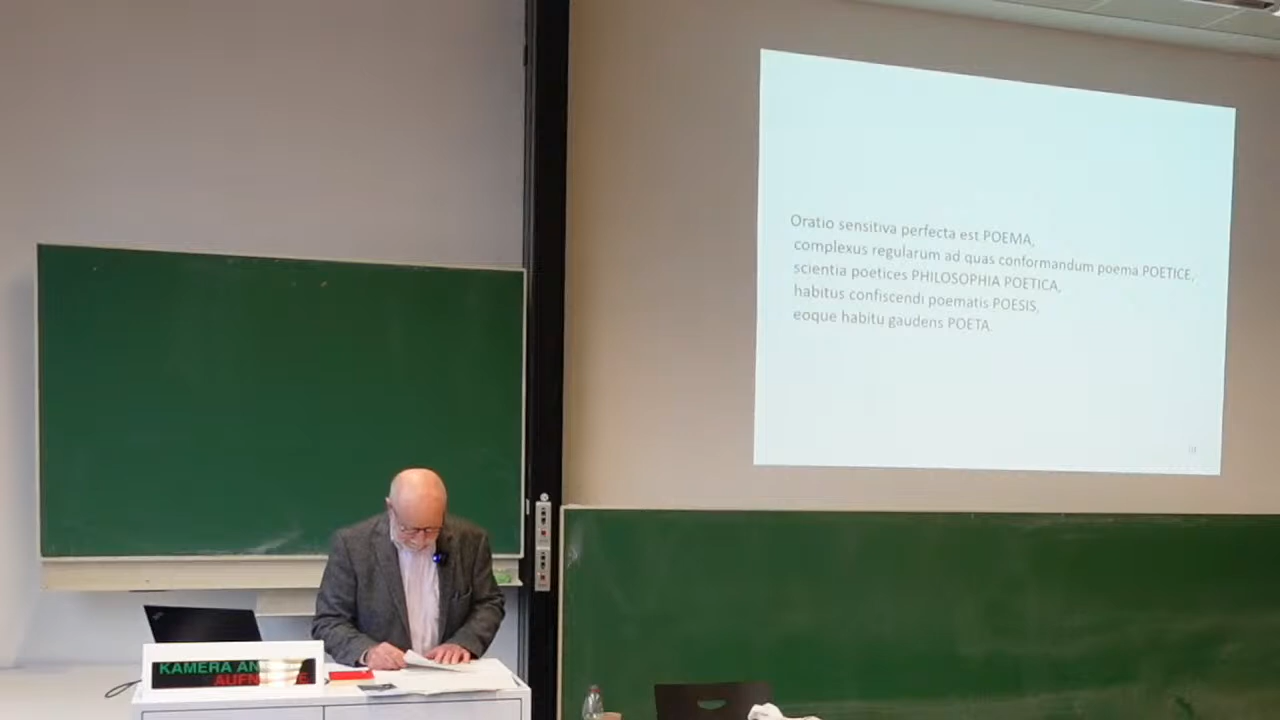 Oratio sensitiva perfecta est POEMA,
complexus regularum ad quas conformandum poema POETICE,
scientia poetices PHILOSOPHIA POETICA,
habitus confiscendi poematis POESIS,
eoque habitu gaudens POETA
KAMERA AN